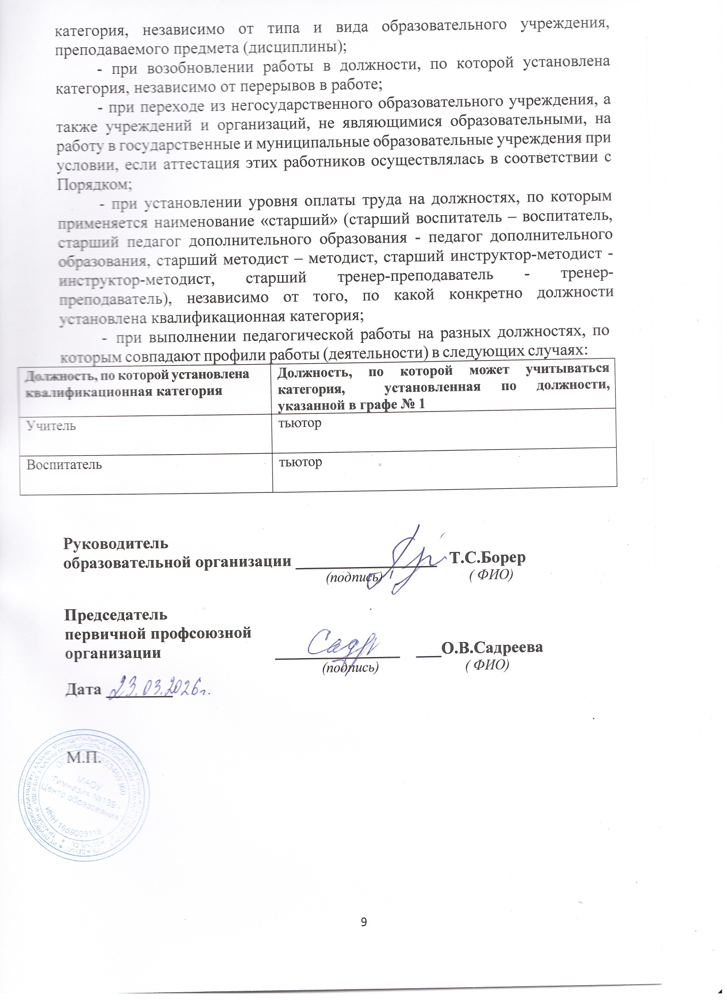 категория, независимо от типа и вида образовательного учреждения,
преподаваемого предмета (дисциплины);
- при возобновлении работы в должности, по которой установлена
категория, независимо от перерывов в работе;
- при переходе из негосударственного образовательного учреждения, а
также учреждений и организаций, не являющимися образовательными, на
работу в государственные и муниципальные образовательные учреждения при
условии, если аттестация этих работников осуществлялась в соответствии с
Порядком;
- при установлении уровня оплаты труда на должностях, по которым
применяется наименование «старший» (старший воспитатель – воспитатель,
старший педагог дополнительного образования - педагог дополнительного
образования, старший методист – методист, старший инструктор-методист -
инструктор-методист, старший тренер-преподаватель - тренер-
преподаватель), независимо от того, по какой конкретно должности
установлена квалификационная категория;
- при выполнении педагогической работы на разных должностях, по
которым совпадают профили работы (деятельности) в следующих случаях:
Должность, по которой установлена
квалификационная категория
Должность, по которой может учитываться
категория, установленная по должности,
указанной в графе № 1
Учитель
тьютор
Воспитатель
тьютор
Руководитель
образовательной организации Т.С.Борер
(подпись) ( ФИО)
Председатель
первичной профсоюзной
организации Садр О.В.Садреева
(подпись) ( ФИО)
Дата 23.03.2026г.
М.П.
МАОУ
"Гимназия №139 -
Центр образования"
ИНН 1659003118
9